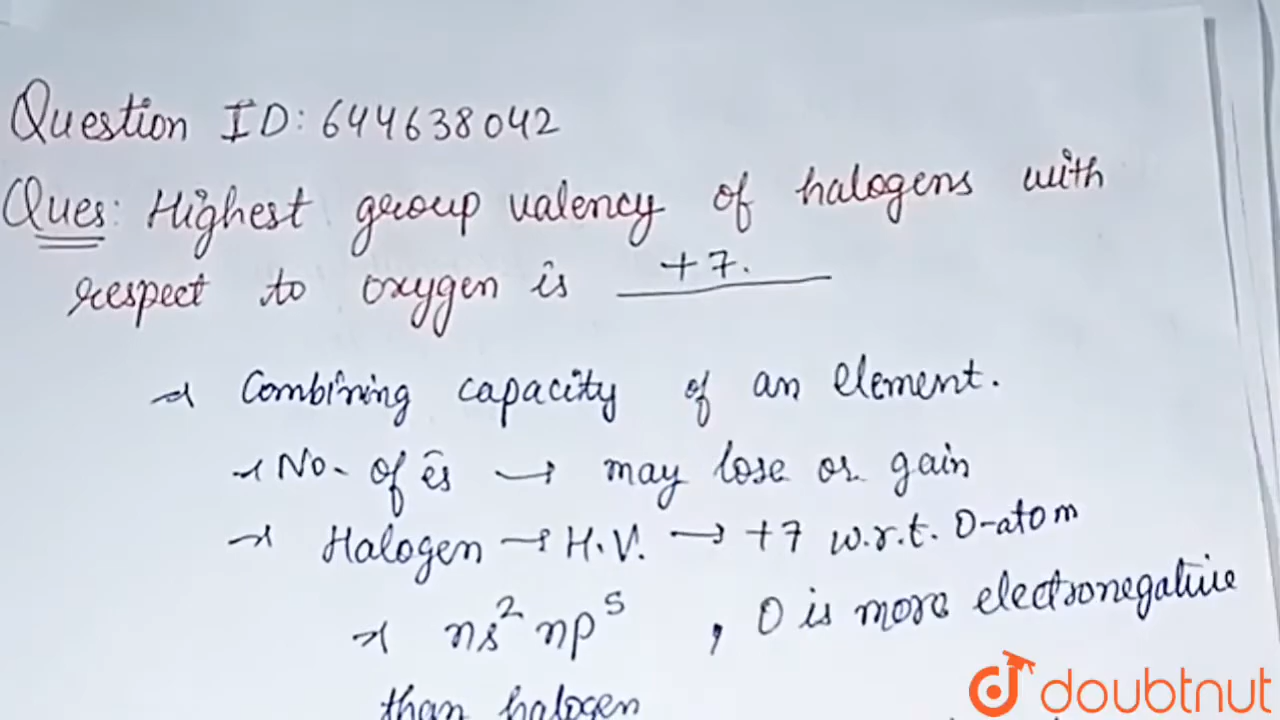 Question ID: 644638042
Ques: Highest group valency of halogens with
respect to oxygen is +7.
→ Combining capacity of an element.
→ No. of ēs → may lose or gain
→ Halogen → H.V. → +7 w.r.t. O-atom
→ ns² np⁵ , O is more electronegative
than halogen
doubtnut